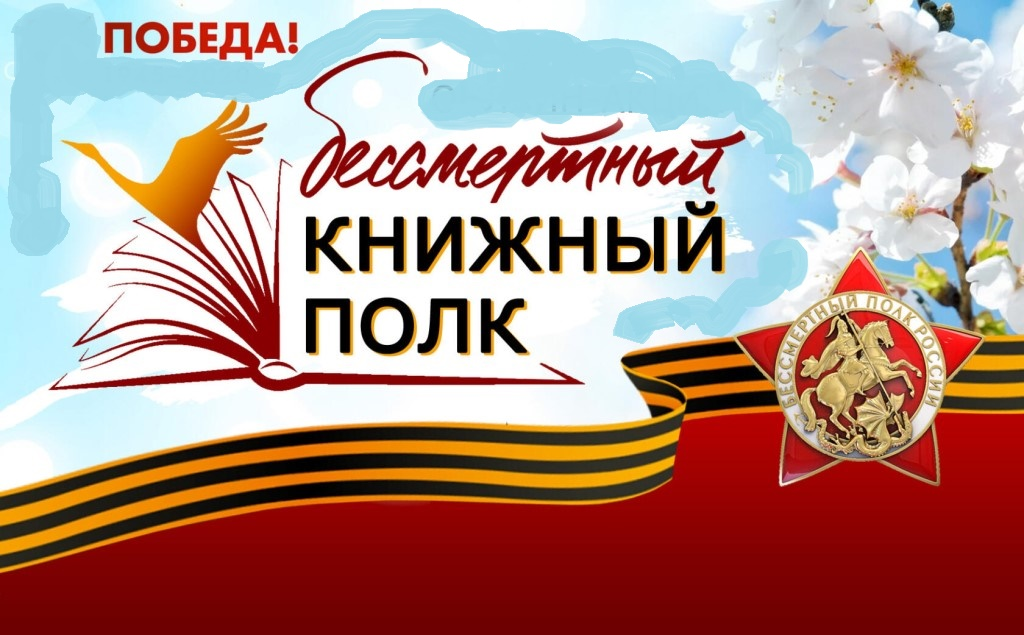 ПОБЕДА!
бессмертный
КНИЖНЫЙ
ПОЛК
БЕССМЕРТНЫЙ ПОЛК РОССИИ